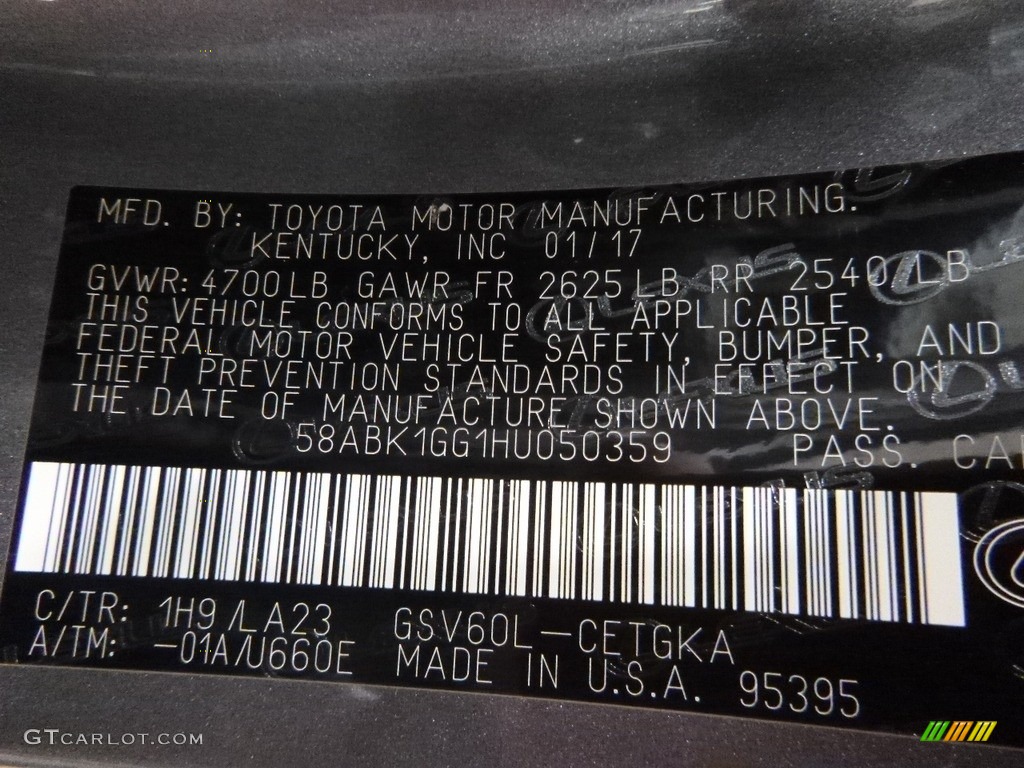 MFD. BY: TOYOTA MOTOR MANUFACTURING.
KENTUCKY, INC 01/17
GVWR: 4700LB GAWR FR 2625LB RR 2540LB
THIS VEHICLE CONFORMS TO ALL APPLICABLE
FEDERAL MOTOR VEHICLE SAFETY, BUMPER, AND
THEFT PREVENTION STANDARDS IN EFFECT ON
THE DATE OF MANUFACTURE SHOWN ABOVE.
58ABK1GG1HU050359 PASS. CA
C/TR: 1H9/LA23 GSV60L-CETGKA
A/TM: -01A/U660E MADE IN U.S.A. 95395
GTCARLOT.COM